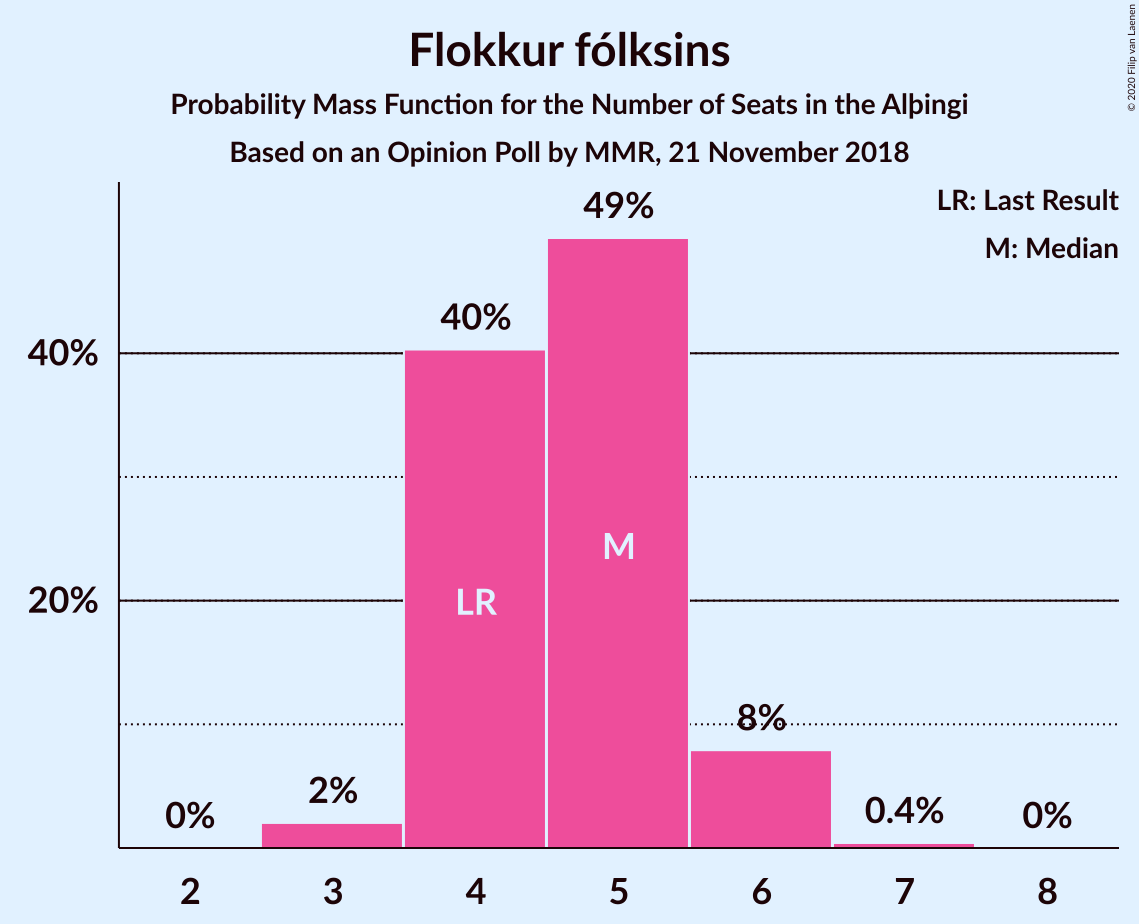 Flokkur fólksins
Probability Mass Function for the Number of Seats in the Alþingi
Based on an Opinion Poll by MMR, 21 November 2018
© 2020 Filip van Laenen
LR: Last Result
M: Median
40%
20%
0%
2%
40%
49%
8%
0.4%
0%
LR
M
2
3
4
5
6
7
8